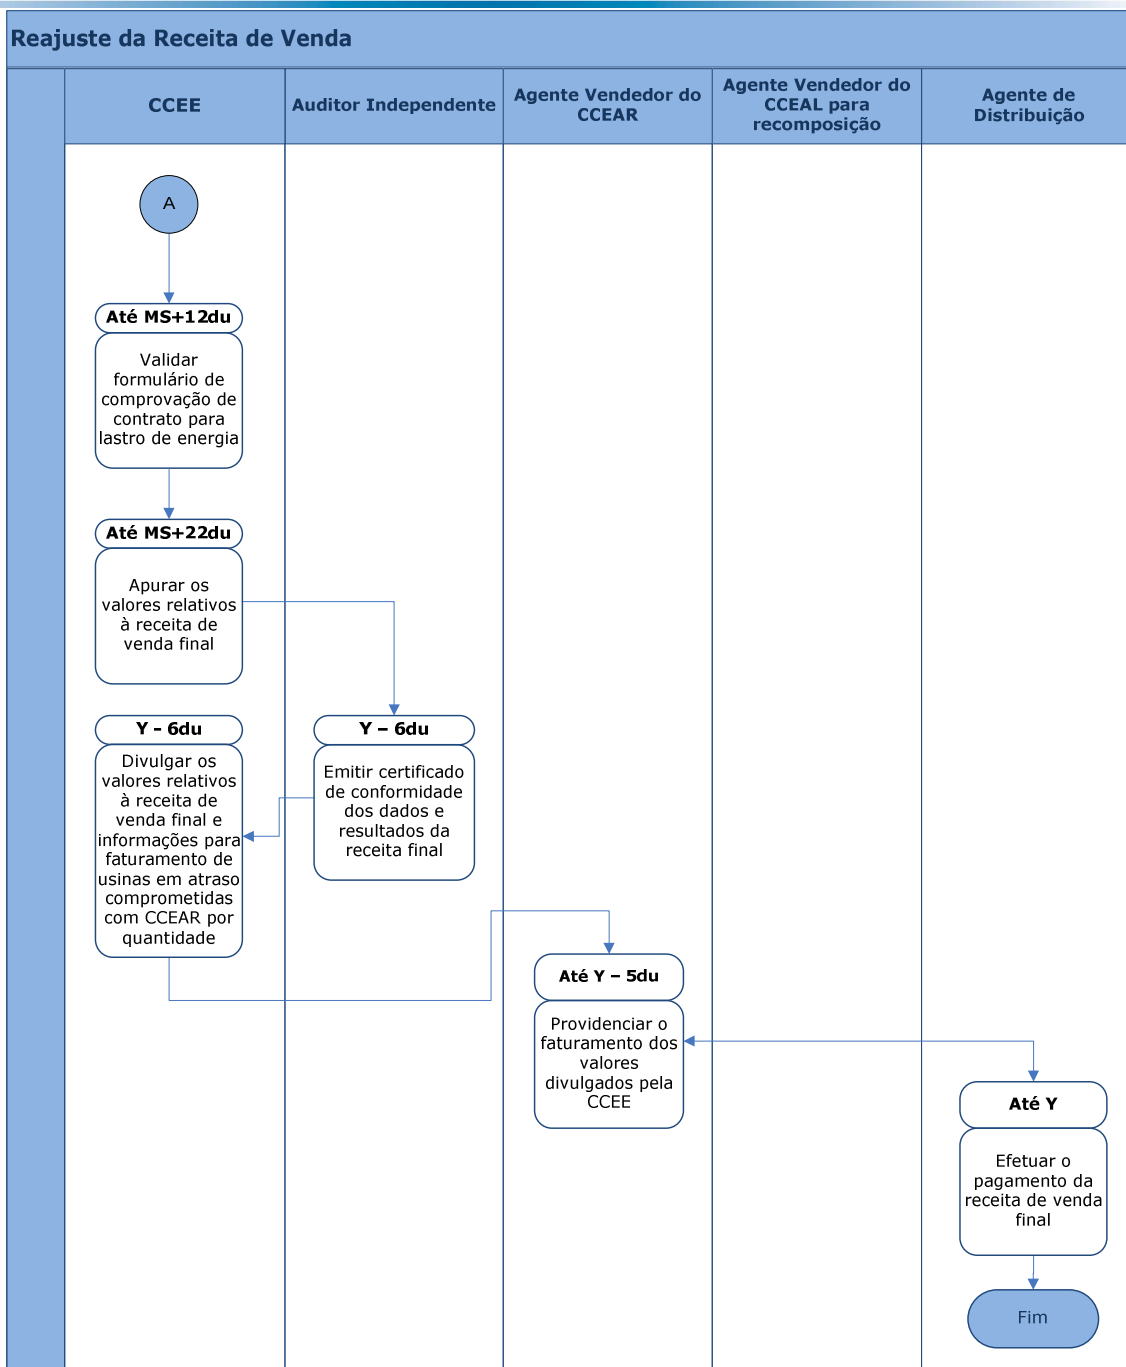 Reajuste da Receita de Venda
CCEE
Auditor Independente
Agente Vendedor do
CCEAR
Agente Vendedor do
CCEAL para
recomposição
Agente de
Distribuição
A
Até MS+12du
Validar
formulário de
comprovação de
contrato para
lastro de energia
Até MS+22du
Apurar os
valores relativos
à receita de
venda final
Y - 6du
Divulgar os
valores relativos
à receita de
venda final e
informações para
faturamento de
usinas em atraso
comprometidas
com CCEAR por
quantidade
Y – 6du
Emitir certificado
de conformidade
dos dados e
resultados da
receita final
Até Y – 5du
Providenciar o
faturamento dos
valores
divulgados pela
CCEE
Até Y
Efetuar o
pagamento da
receita de venda
final
Fim